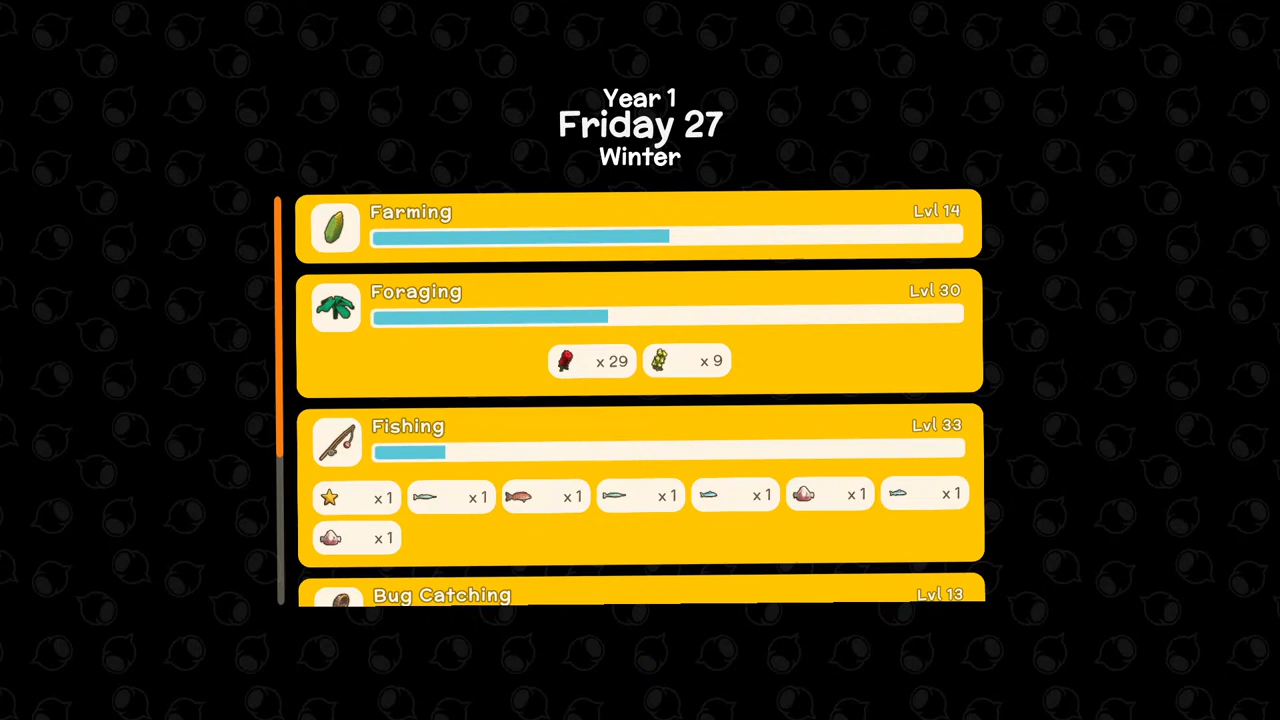 Year 1
Friday 27
Winter
Farming Lvl 14
Foraging Lvl 30
x 29 x 9
Fishing Lvl 33
x 1 x 1 x 1 x 1 x 1 x 1 x 1
x 1
Bug Catching Lvl 13